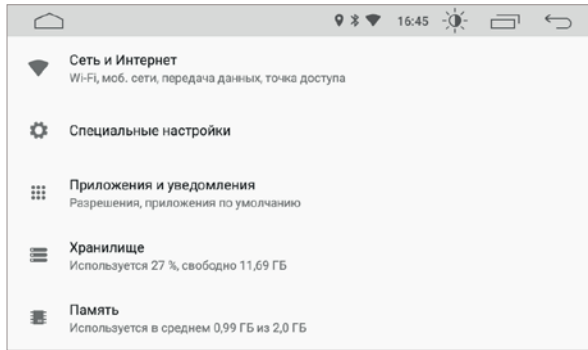 16:45
Сеть и Интернет
Wi-Fi, моб. сети, передача данных, точка доступа
Специальные настройки
Приложения и уведомления
Разрешения, приложения по умолчанию
Хранилище
Используется 27 %, свободно 11,69 ГБ
Память
Используется в среднем 0,99 ГБ из 2,0 ГБ